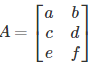 A = [ a b
c d
e f ]